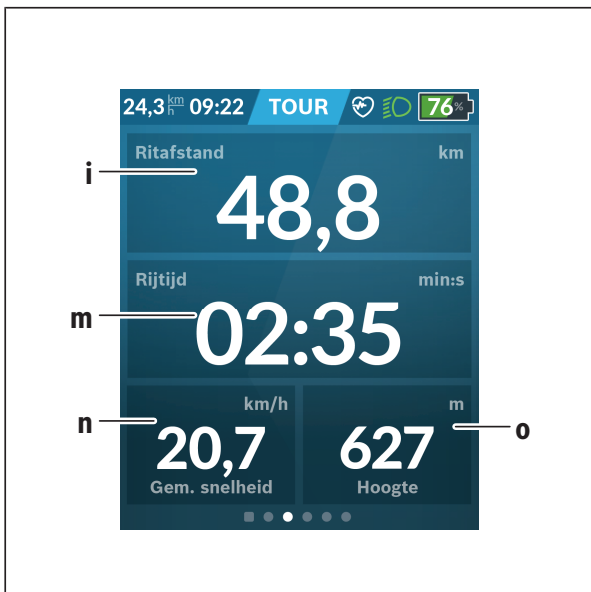 24,3 km/h 09:22 TOUR 76%
Ritafstand km
i
48,8
Rijtijd min:s
m
02:35
km/h m
n o
20,7 627
Gem. snelheid Hoogte